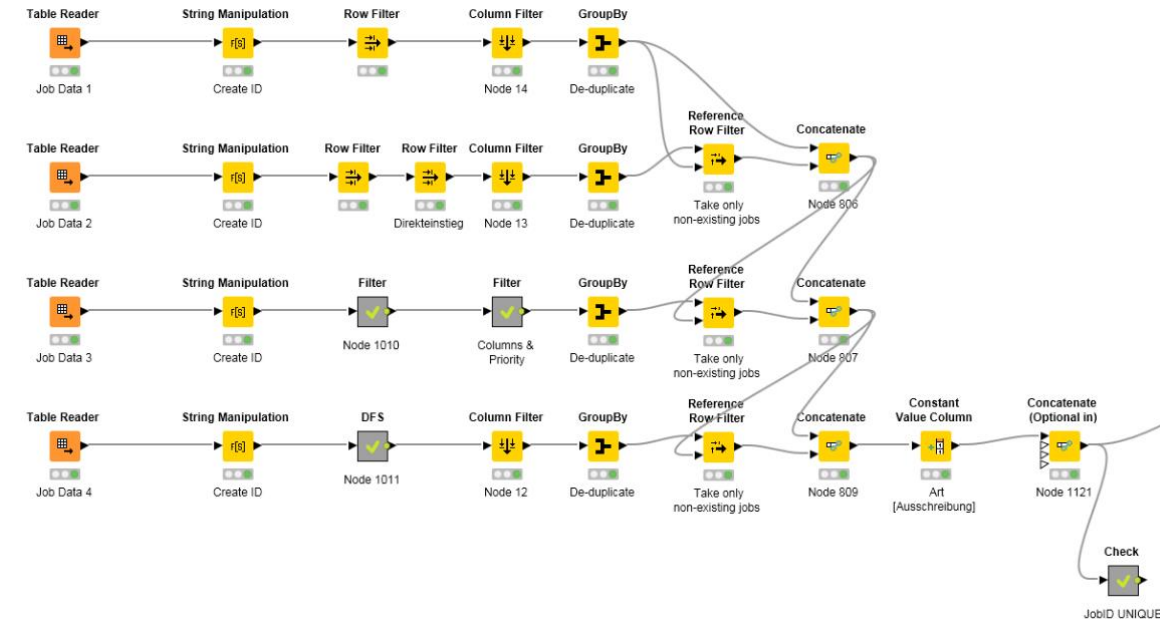 Table Reader
String Manipulation
Row Filter
Column Filter
GroupBy
r[s]
Job Data 1
Create ID
Node 14
De-duplicate
Reference
Row Filter
Concatenate
Table Reader
String Manipulation
Row Filter
Row Filter
Column Filter
GroupBy
r[s]
Job Data 2
Create ID
Direkteinstieg
Node 13
De-duplicate
Take only
non-existing jobs
Node 806
Table Reader
String Manipulation
Filter
Filter
GroupBy
Reference
Row Filter
Concatenate
r[s]
Job Data 3
Create ID
Node 1010
Columns &
Priority
De-duplicate
Take only
non-existing jobs
Node 807
Table Reader
String Manipulation
DFS
Column Filter
GroupBy
Reference
Row Filter
Concatenate
Constant
Value Column
Concatenate
(Optional in)
r[s]
Job Data 4
Create ID
Node 1011
Node 12
De-duplicate
Take only
non-existing jobs
Node 809
Art
[Ausschreibung]
Node 1121
Check
JobID UNIQUE